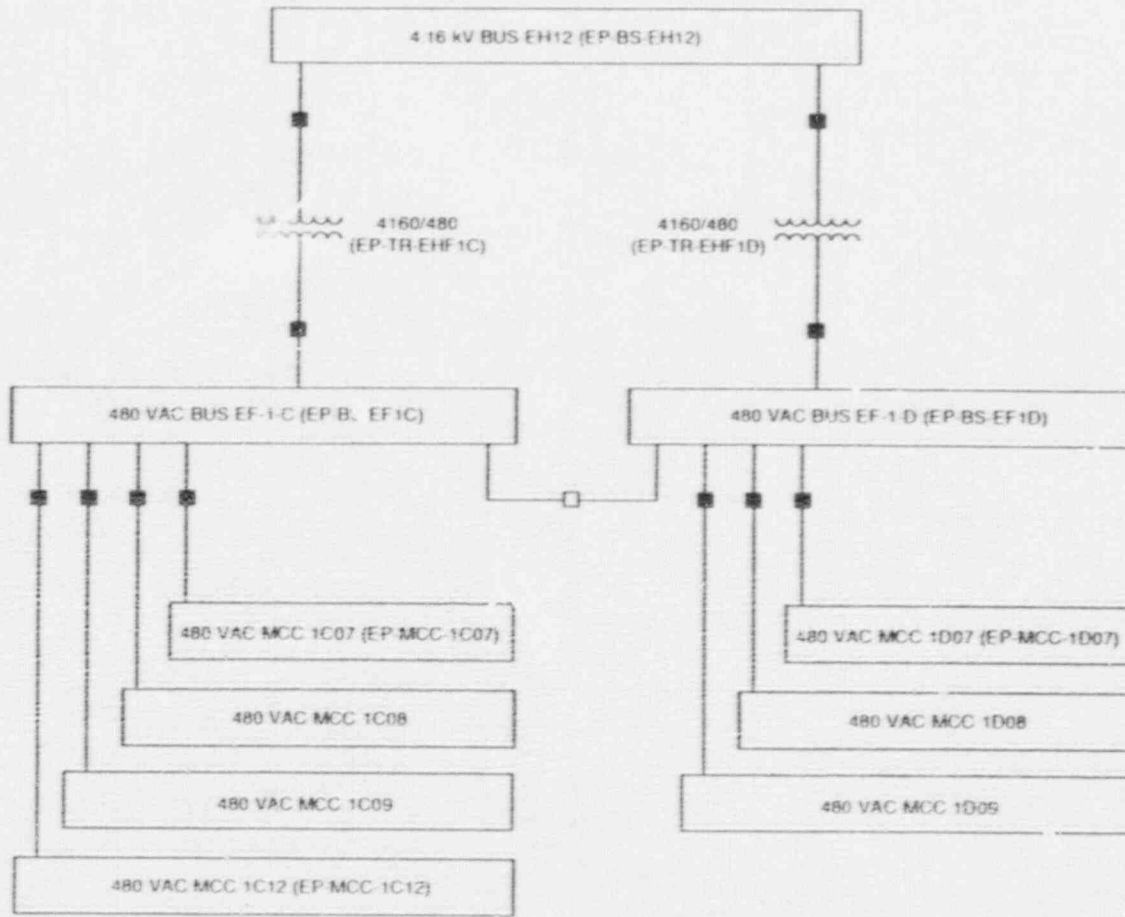 4.16 kV BUS EH12 (EP-BS-EH12)
4160/480
(EP-TR-EHF1C)
4160/480
(EP-TR-EHF1D)
480 VAC BUS EF-1-C (EP-B. EF1C)
480 VAC BUS EF-1-D (EP-BS-EF1D)
480 VAC MCC 1C07 (EP-MCC-1C07)
480 VAC MCC 1D07 (EP-MCC-1D07)
480 VAC MCC 1C08
480 VAC MCC 1D08
480 VAC MCC 1C09
480 VAC MCC 1D09
480 VAC MCC 1C12 (EP-MCC-1C12)